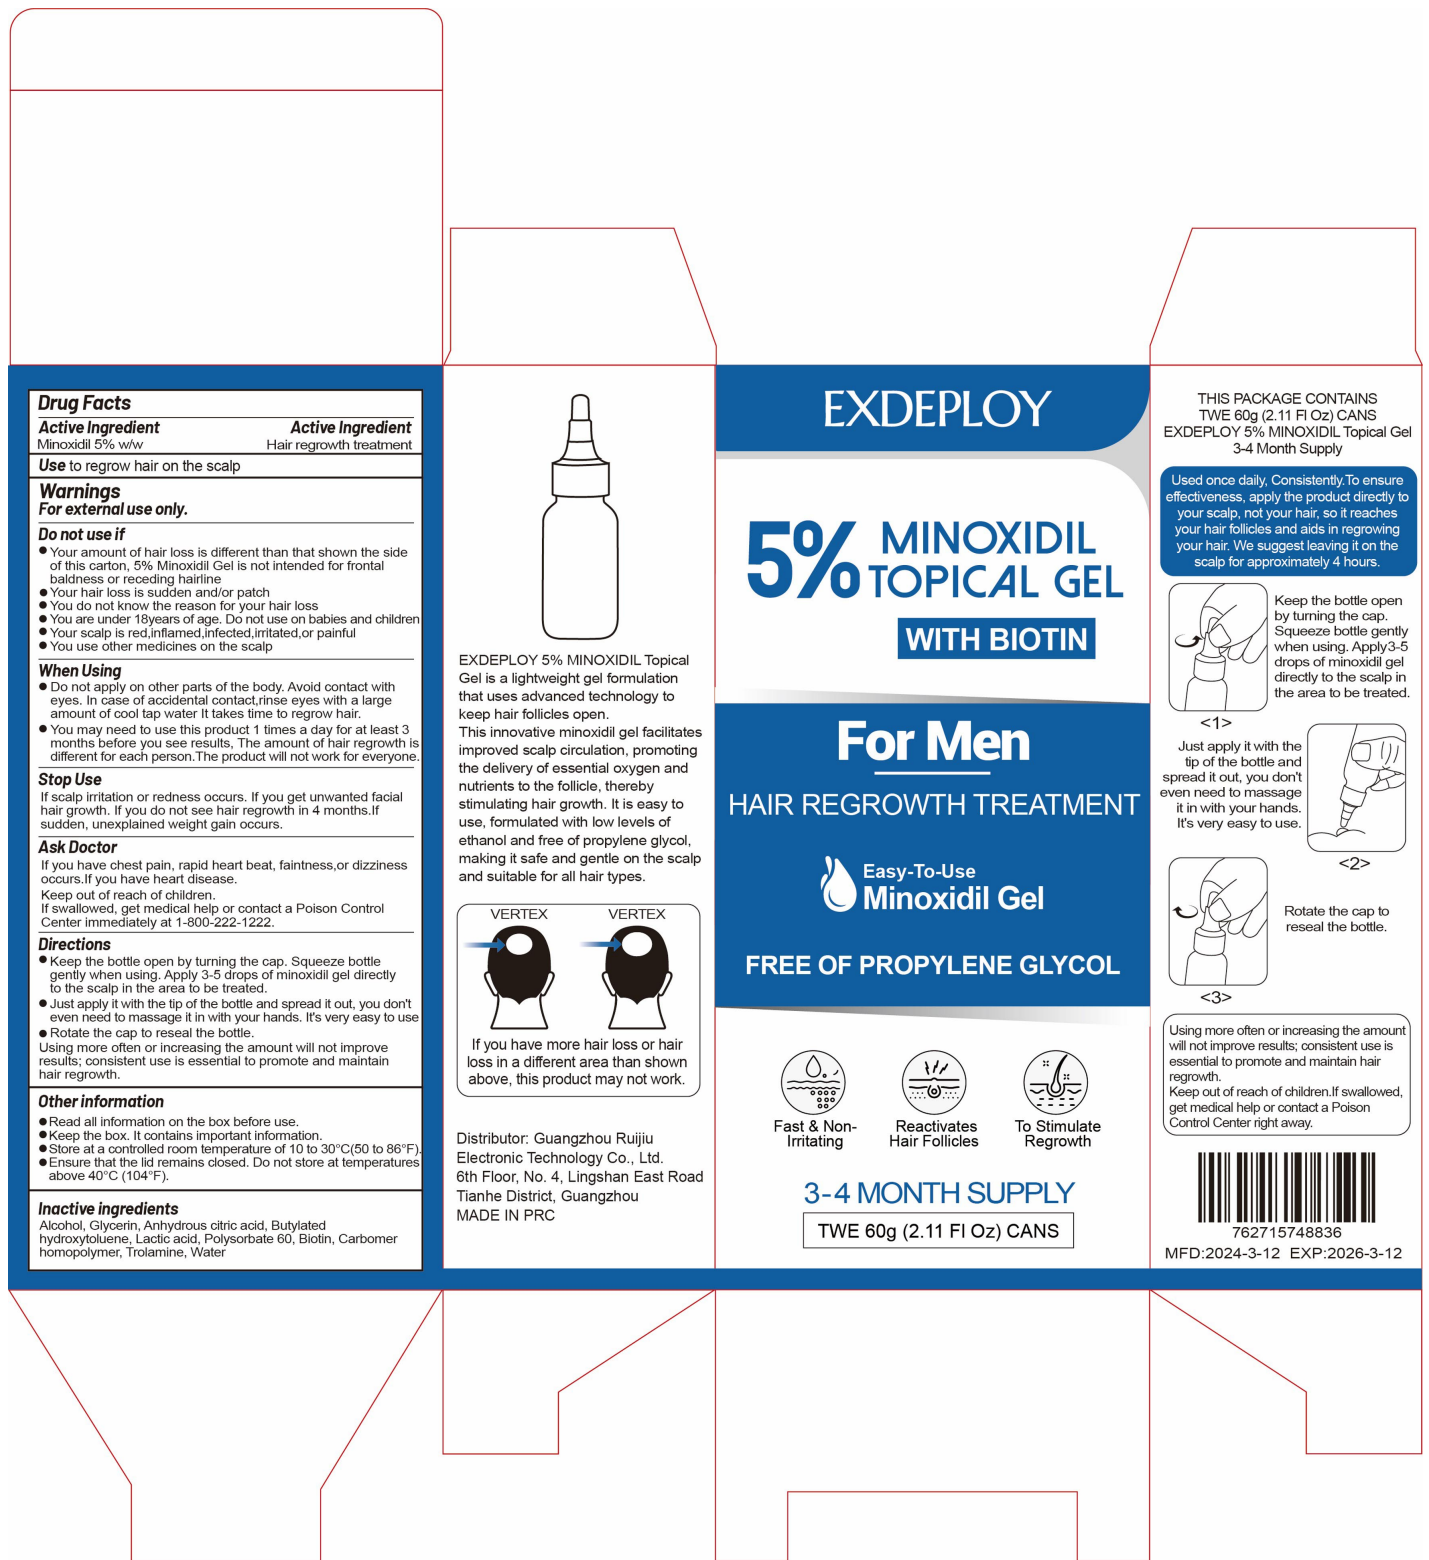 Drug Facts
Active Ingredient Active Ingredient
Minoxidil 5% w/w Hair regrowth treatment
Use to regrow hair on the scalp
Warnings
For external use only.
Do not use if
● Your amount of hair loss is different than that shown the side
of this carton, 5% Minoxidil Gel is not intended for frontal
baldness or receding hairline
● Your hair loss is sudden and/or patch
● You do not know the reason for your hair loss
● You are under 18years of age. Do not use on babies and children
● Your scalp is red,inflamed,infected,irritated,or painful
● You use other medicines on the scalp
When Using
● Do not apply on other parts of the body. Avoid contact with
eyes. In case of accidental contact,rinse eyes with a large
amount of cool tap water It takes time to regrow hair.
● You may need to use this product 1 times a day for at least 3
months before you see results, The amount of hair regrowth is
different for each person.The product will not work for everyone.
Stop Use
If scalp irritation or redness occurs. If you get unwanted facial
hair growth. If you do not see hair regrowth in 4 months.If
sudden, unexplained weight gain occurs.
Ask Doctor
If you have chest pain, rapid heart beat, faintness,or dizziness
occurs.If you have heart disease.
Keep out of reach of children.
If swallowed, get medical help or contact a Poison Control
Center immediately at 1-800-222-1222.
Directions
● Keep the bottle open by turning the cap. Squeeze bottle
gently when using. Apply 3-5 drops of minoxidil gel directly
to the scalp in the area to be treated.
● Just apply it with the tip of the bottle and spread it out, you don't
even need to massage it in with your hands. It's very easy to use
● Rotate the cap to reseal the bottle.
Using more often or increasing the amount will not improve
results; consistent use is essential to promote and maintain
hair regrowth.
Other information
● Read all information on the box before use.
● Keep the box. It contains important information.
● Store at a controlled room temperature of 10 to 30°C(50 to 86°F).
● Ensure that the lid remains closed. Do not store at temperatures
above 40°C (104°F).
Inactive ingredients
Alcohol, Glycerin, Anhydrous citric acid, Butylated
hydroxytoluene, Lactic acid, Polysorbate 60, Biotin, Carbomer
homopolymer, Trolamine, Water
EXDEPLOY 5% MINOXIDIL Topical
Gel is a lightweight gel formulation
that uses advanced technology to
keep hair follicles open.
This innovative minoxidil gel facilitates
improved scalp circulation, promoting
the delivery of essential oxygen and
nutrients to the follicle, thereby
stimulating hair growth. It is easy to
use, formulated with low levels of
ethanol and free of propylene glycol,
making it safe and gentle on the scalp
and suitable for all hair types.
VERTEX VERTEX
If you have more hair loss or hair
loss in a different area than shown
above, this product may not work.
Distributor: Guangzhou Ruijiu
Electronic Technology Co., Ltd.
6th Floor, No. 4, Lingshan East Road
Tianhe District, Guangzhou
MADE IN PRC
EXDEPLOY
5% MINOXIDIL
TOPICAL GEL
WITH BIOTIN
For Men
HAIR REGROWTH TREATMENT
Easy-To-Use
Minoxidil Gel
FREE OF PROPYLENE GLYCOL
Fast & Non-
Irritating
Reactivates
Hair Follicles
To Stimulate
Regrowth
3-4 MONTH SUPPLY
TWE 60g (2.11 Fl Oz) CANS
THIS PACKAGE CONTAINS
TWE 60g (2.11 Fl Oz) CANS
EXDEPLOY 5% MINOXIDIL Topical Gel
3-4 Month Supply
Used once daily, Consistently.To ensure
effectiveness, apply the product directly to
your scalp, not your hair, so it reaches
your hair follicles and aids in regrowing
your hair. We suggest leaving it on the
scalp for approximately 4 hours.
Keep the bottle open
by turning the cap.
Squeeze bottle gently
when using. Apply3-5
drops of minoxidil gel
directly to the scalp in
the area to be treated.
<1>
Just apply it with the
tip of the bottle and
spread it out, you don't
even need to massage
it in with your hands.
It's very easy to use.
<2>
Rotate the cap to
reseal the bottle.
<3>
Using more often or increasing the amount
will not improve results; consistent use is
essential to promote and maintain hair
regrowth.
Keep out of reach of children.If swallowed,
get medical help or contact a Poison
Control Center right away.
762715748836
MFD:2024-3-12 EXP:2026-3-12